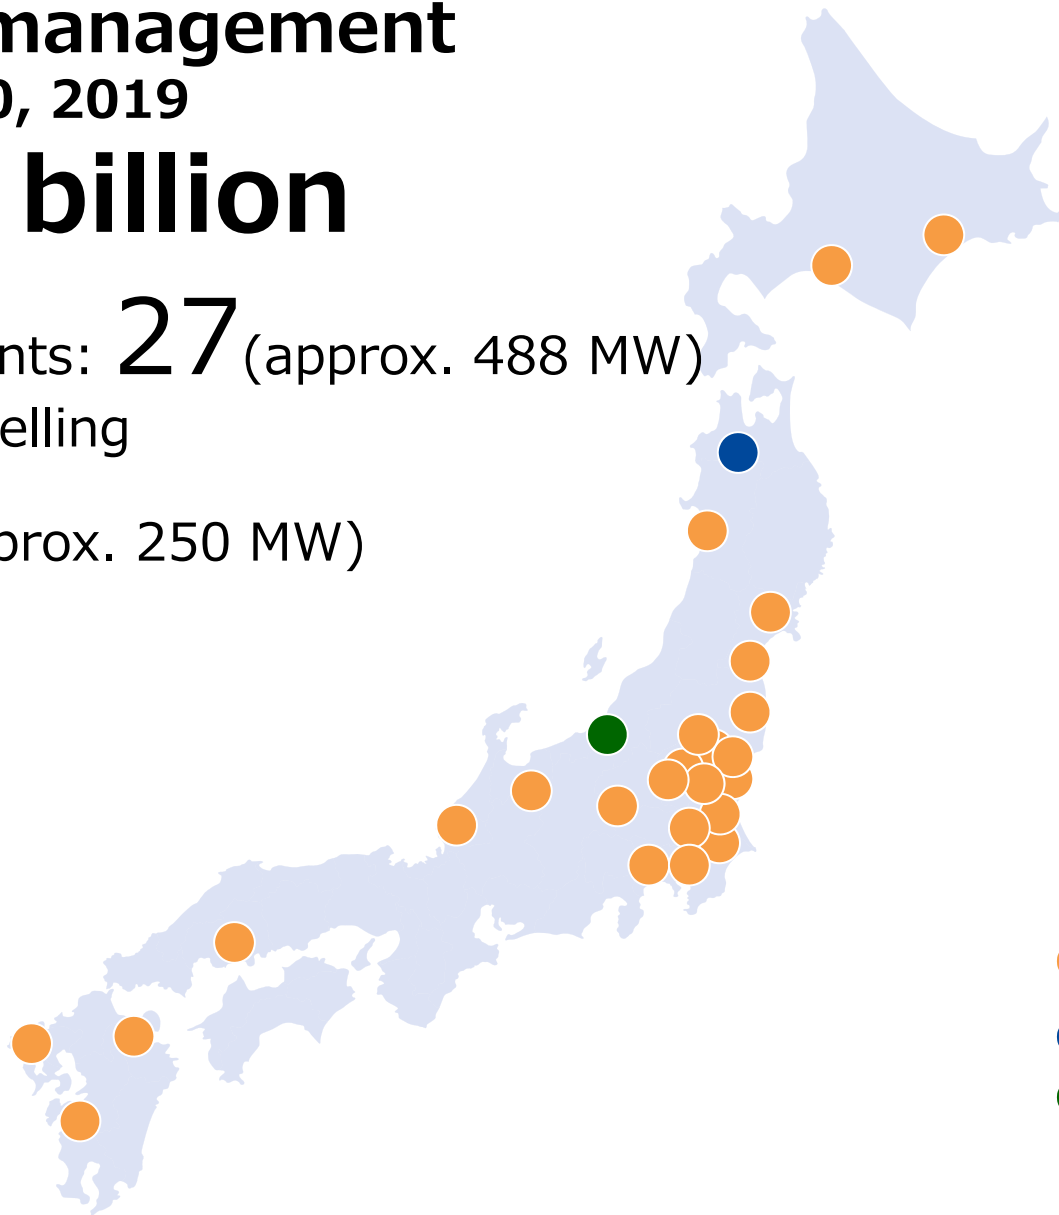 management
0, 2019
billion
nts: 27 (approx. 488 MW)
elling
prox. 250 MW)